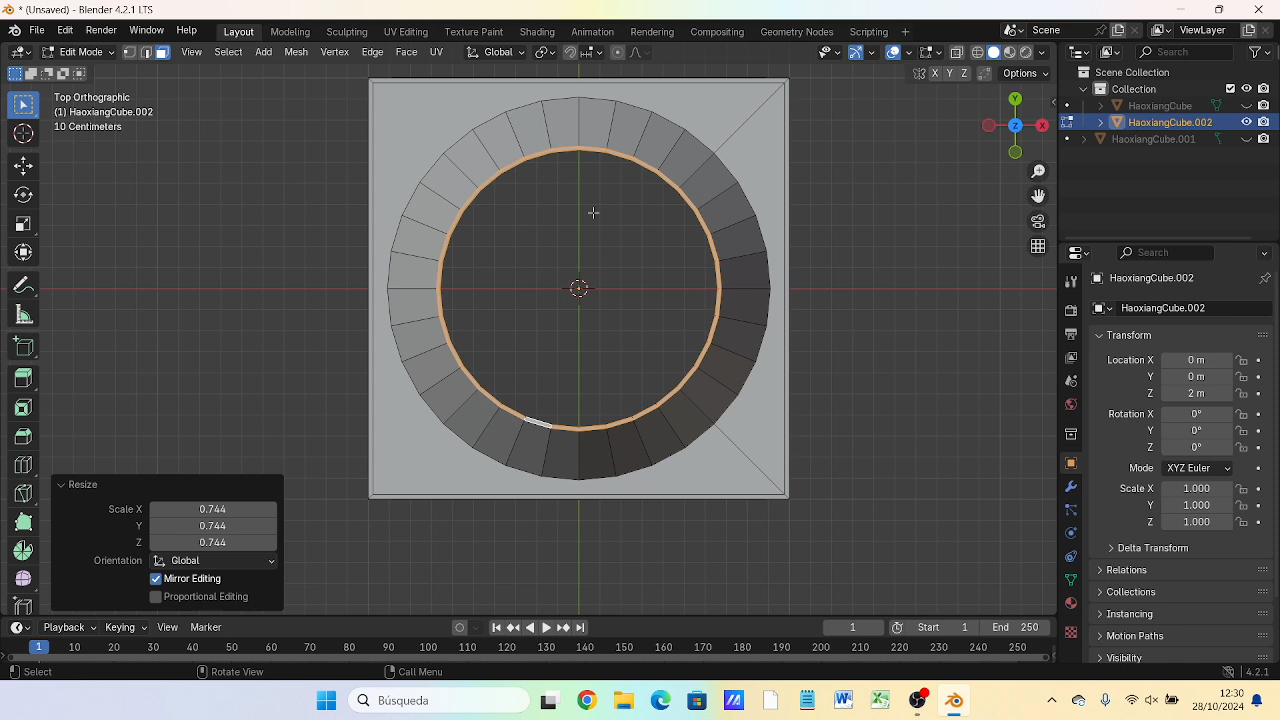 * (Unsaved) - Blender 4.2.1 LTS
File Edit Render Window Help Layout Modeling Sculpting UV Editing Texture Paint Shading Animation Rendering Compositing Geometry Nodes Scripting + Scene ViewLayer
Edit Mode View Select Add Mesh Vertex Edge Face UV Global Search
X Y Z Options
Top Orthographic
(1) HaoxiangCube.002
10 Centimeters
Y
Z
X
Scene Collection
Collection
HaoxiangCube
HaoxiangCube.002
HaoxiangCube.001
Search
HaoxiangCube.002
HaoxiangCube.002
Transform
Location X 0 m
Y 0 m
Z 2 m
Rotation X 0°
Y 0°
Z 0°
Mode XYZ Euler
Scale X 1.000
Y 1.000
Z 1.000
Delta Transform
Relations
Collections
Instancing
Motion Paths
Visibility
Resize
Scale X 0.744
Y 0.744
Z 0.744
Orientation Global
Mirror Editing
Proportional Editing
Playback Keying View Marker 1 Start 1 End 250
1 10 20 30 40 50 60 70 80 90 100 110 120 130 140 150 160 170 180 190 200 210 220 230 240 250
Select Rotate View Call Menu 4.2.1
Búsqueda
12:30
28/10/2024